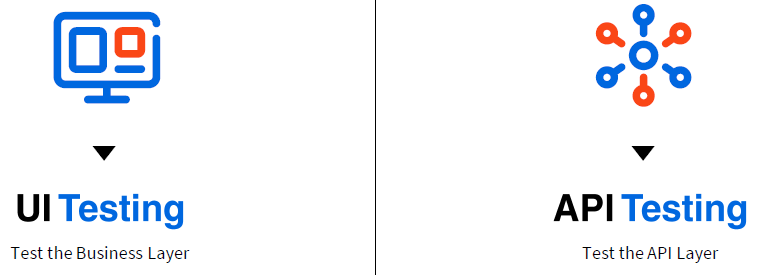 UI Testing
Test the Business Layer
API Testing
Test the API Layer